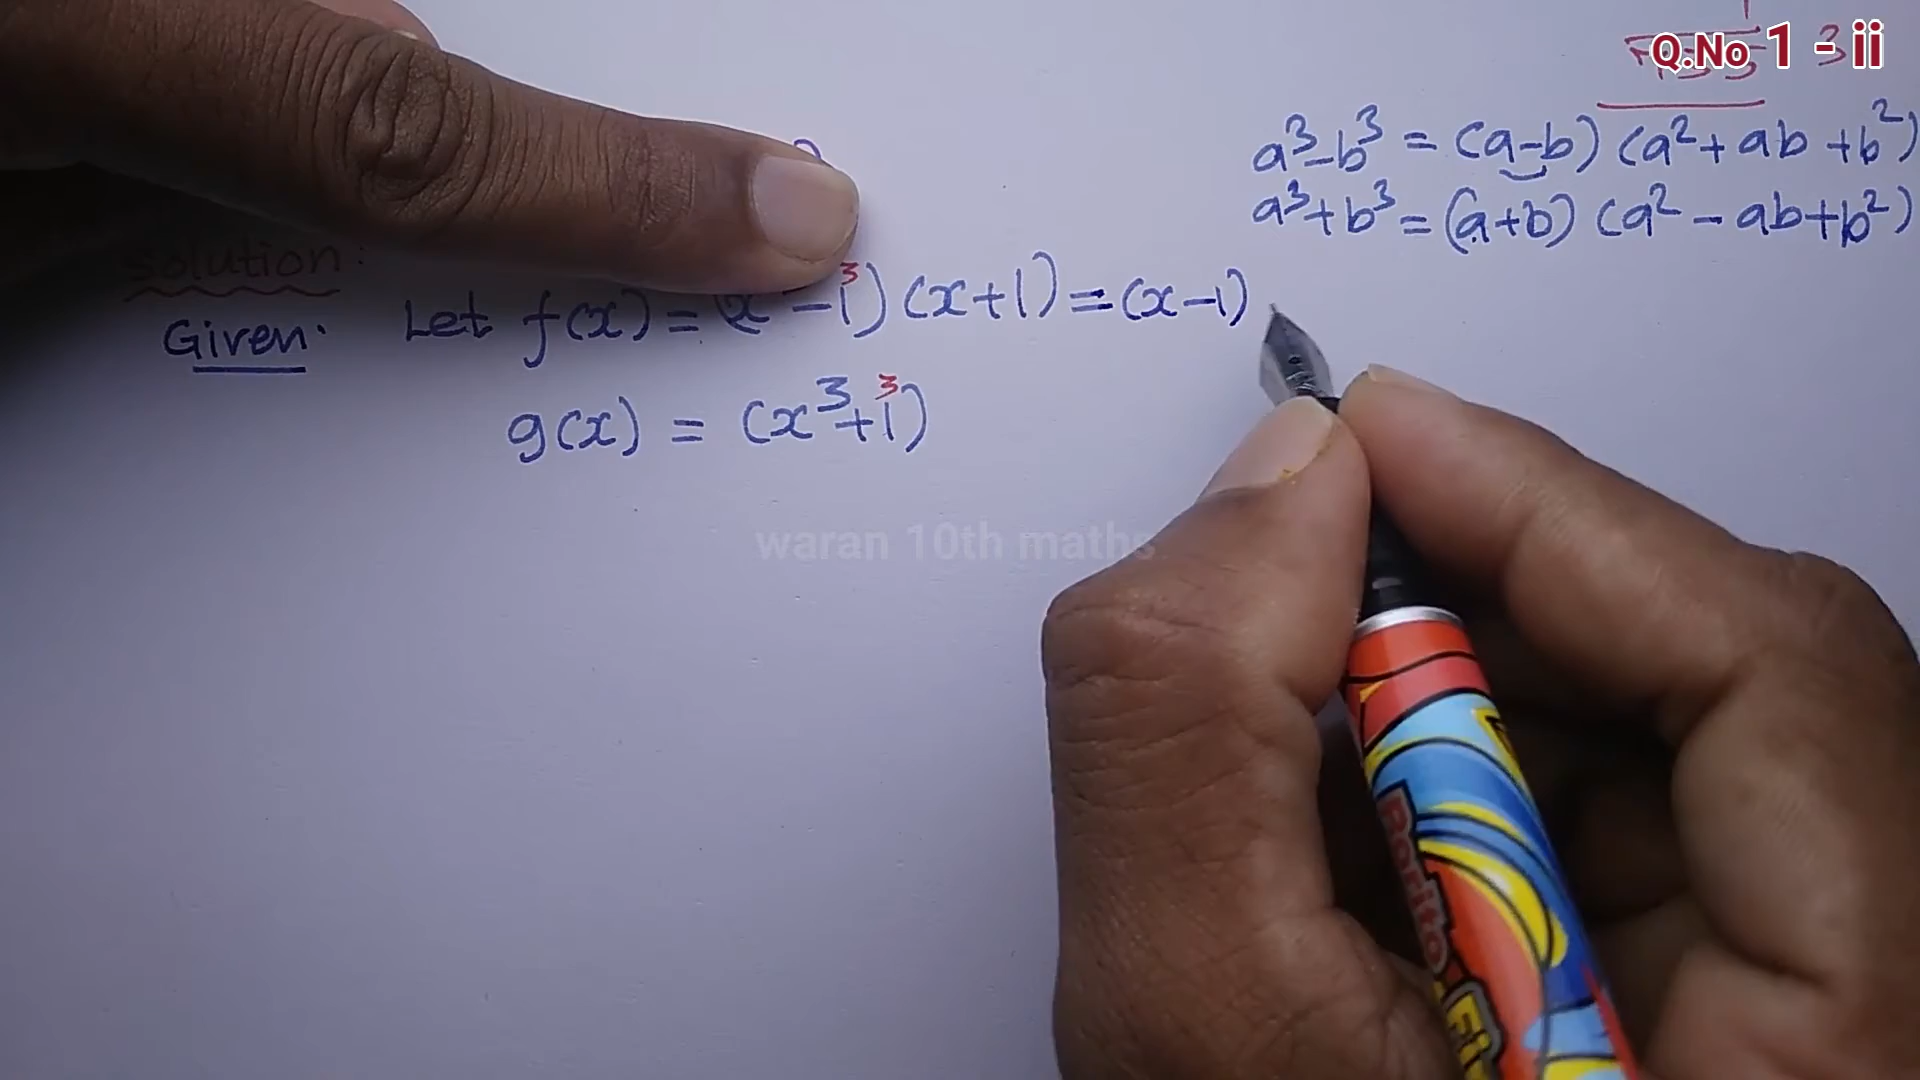 Q.No 1 - ii
a³-b³ = (a-b) (a²+ab+b²)
a³+b³ = (a+b) (a²-ab+b²)
Solution:
Given: Let f(x) = (x -1³) (x+1) = (x-1)
g(x) = (x³+1³)
waran 10th maths